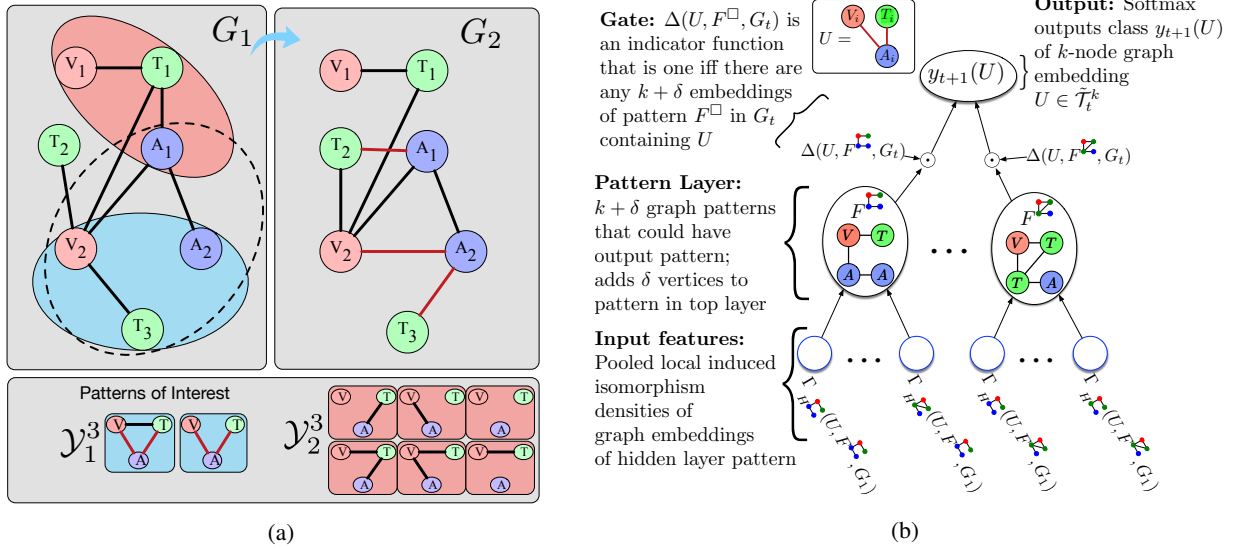 G1
G2
V1
T1
T2
A1
V2
A2
T3
V1
T1
T2
A1
V2
A2
T3
Patterns of Interest
𝒴₁³
V
T
A
V
T
A
𝒴₂³
V
T
A
V
T
A
V
T
A
V
T
A
V
T
A
V
T
A
(a)
Gate: Δ(U, F□, Gt) is
an indicator function
that is one iff there are
any k + δ embeddings
of pattern F□ in Gt
containing U
U =
Vi
Ti
Ai
Output: Softmax
outputs class yt+1(U)
of k-node graph
embedding
U ∈ 𝒯̃ₜᵏ
yt+1(U)
Δ(U, F , Gt)
Δ(U, F , Gt)
Pattern Layer:
k + δ graph patterns
that could have
output pattern;
adds δ vertices to
pattern in top layer
F
V
T
A
A
...
F
V
T
T
A
Input features:
Pooled local induced
isomorphism
densities of
graph embeddings
of hidden layer pattern
...
...
Γ H (U, F , G1)
Γ H (U, F , G1)
Γ H (U, F , G1)
Γ H (U, F , G1)
(b)